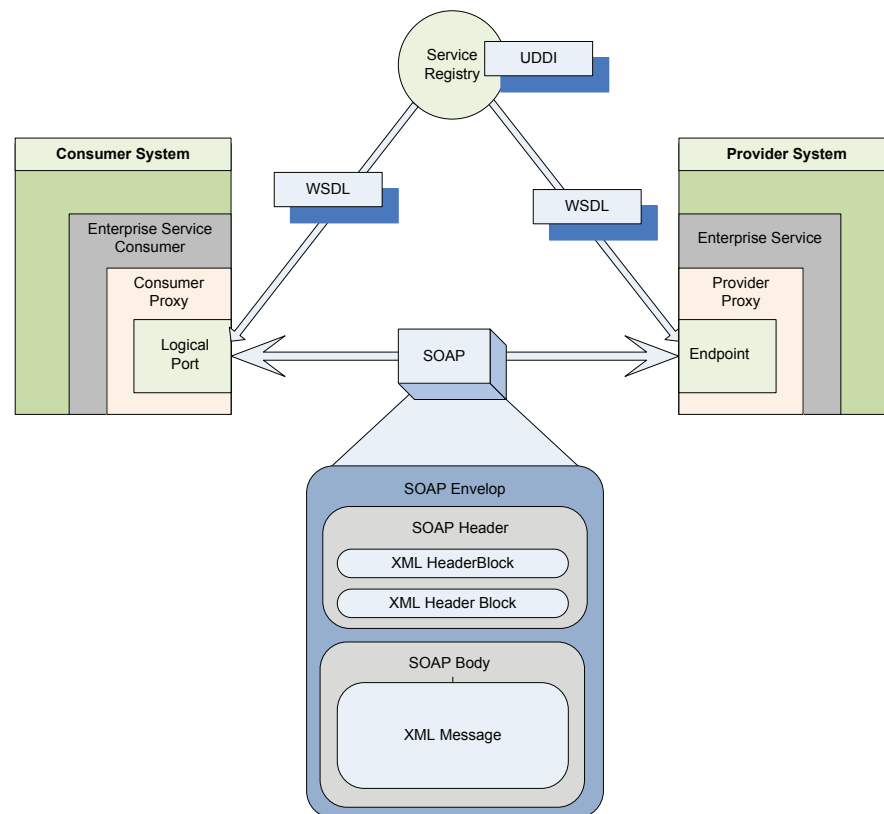 Service
Registry
UDDI
Consumer System
Provider System
WSDL
WSDL
Enterprise Service
Consumer
Enterprise Service
Consumer
Proxy
Provider
Proxy
Logical
Port
SOAP
Endpoint
SOAP Envelop
SOAP Header
XML HeaderBlock
XML Header Block
SOAP Body
XML Message